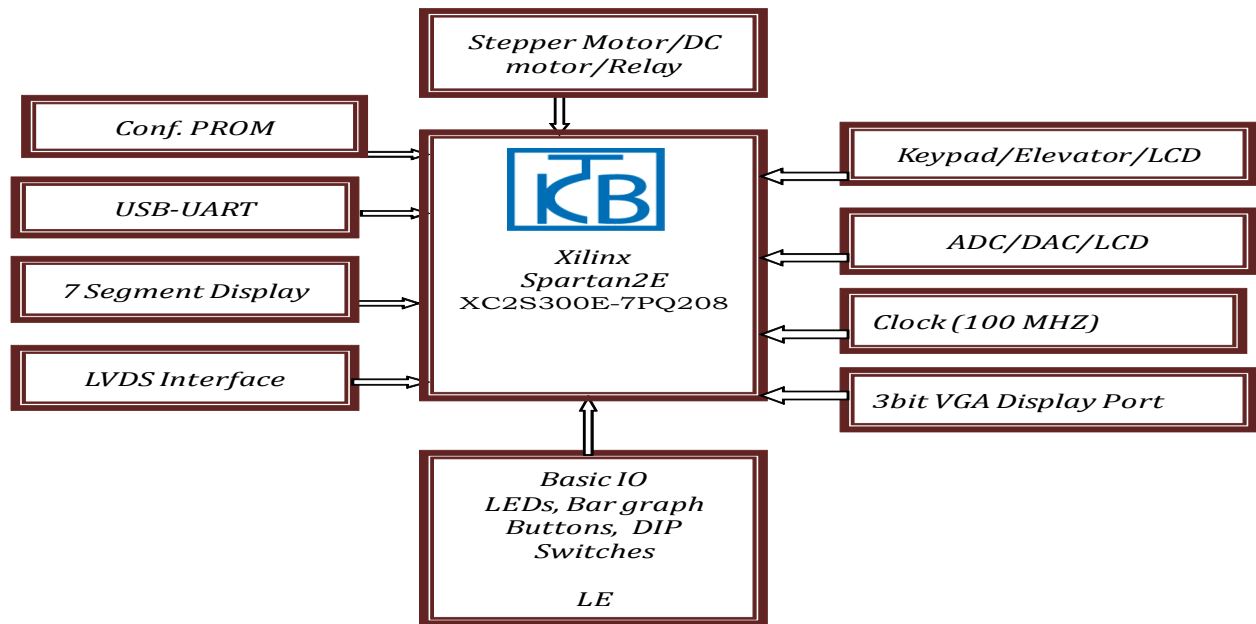 Stepper Motor/DC
motor/Relay
Conf. PROM
USB-UART
7 Segment Display
LVDS Interface
KTB
Xilinx
Spartan2E
XC2S300E-7PQ208
Keypad/Elevator/LCD
ADC/DAC/LCD
Clock (100 MHZ)
3bit VGA Display Port
Basic IO
LEDs, Bar graph
Buttons, DIP
Switches
LE